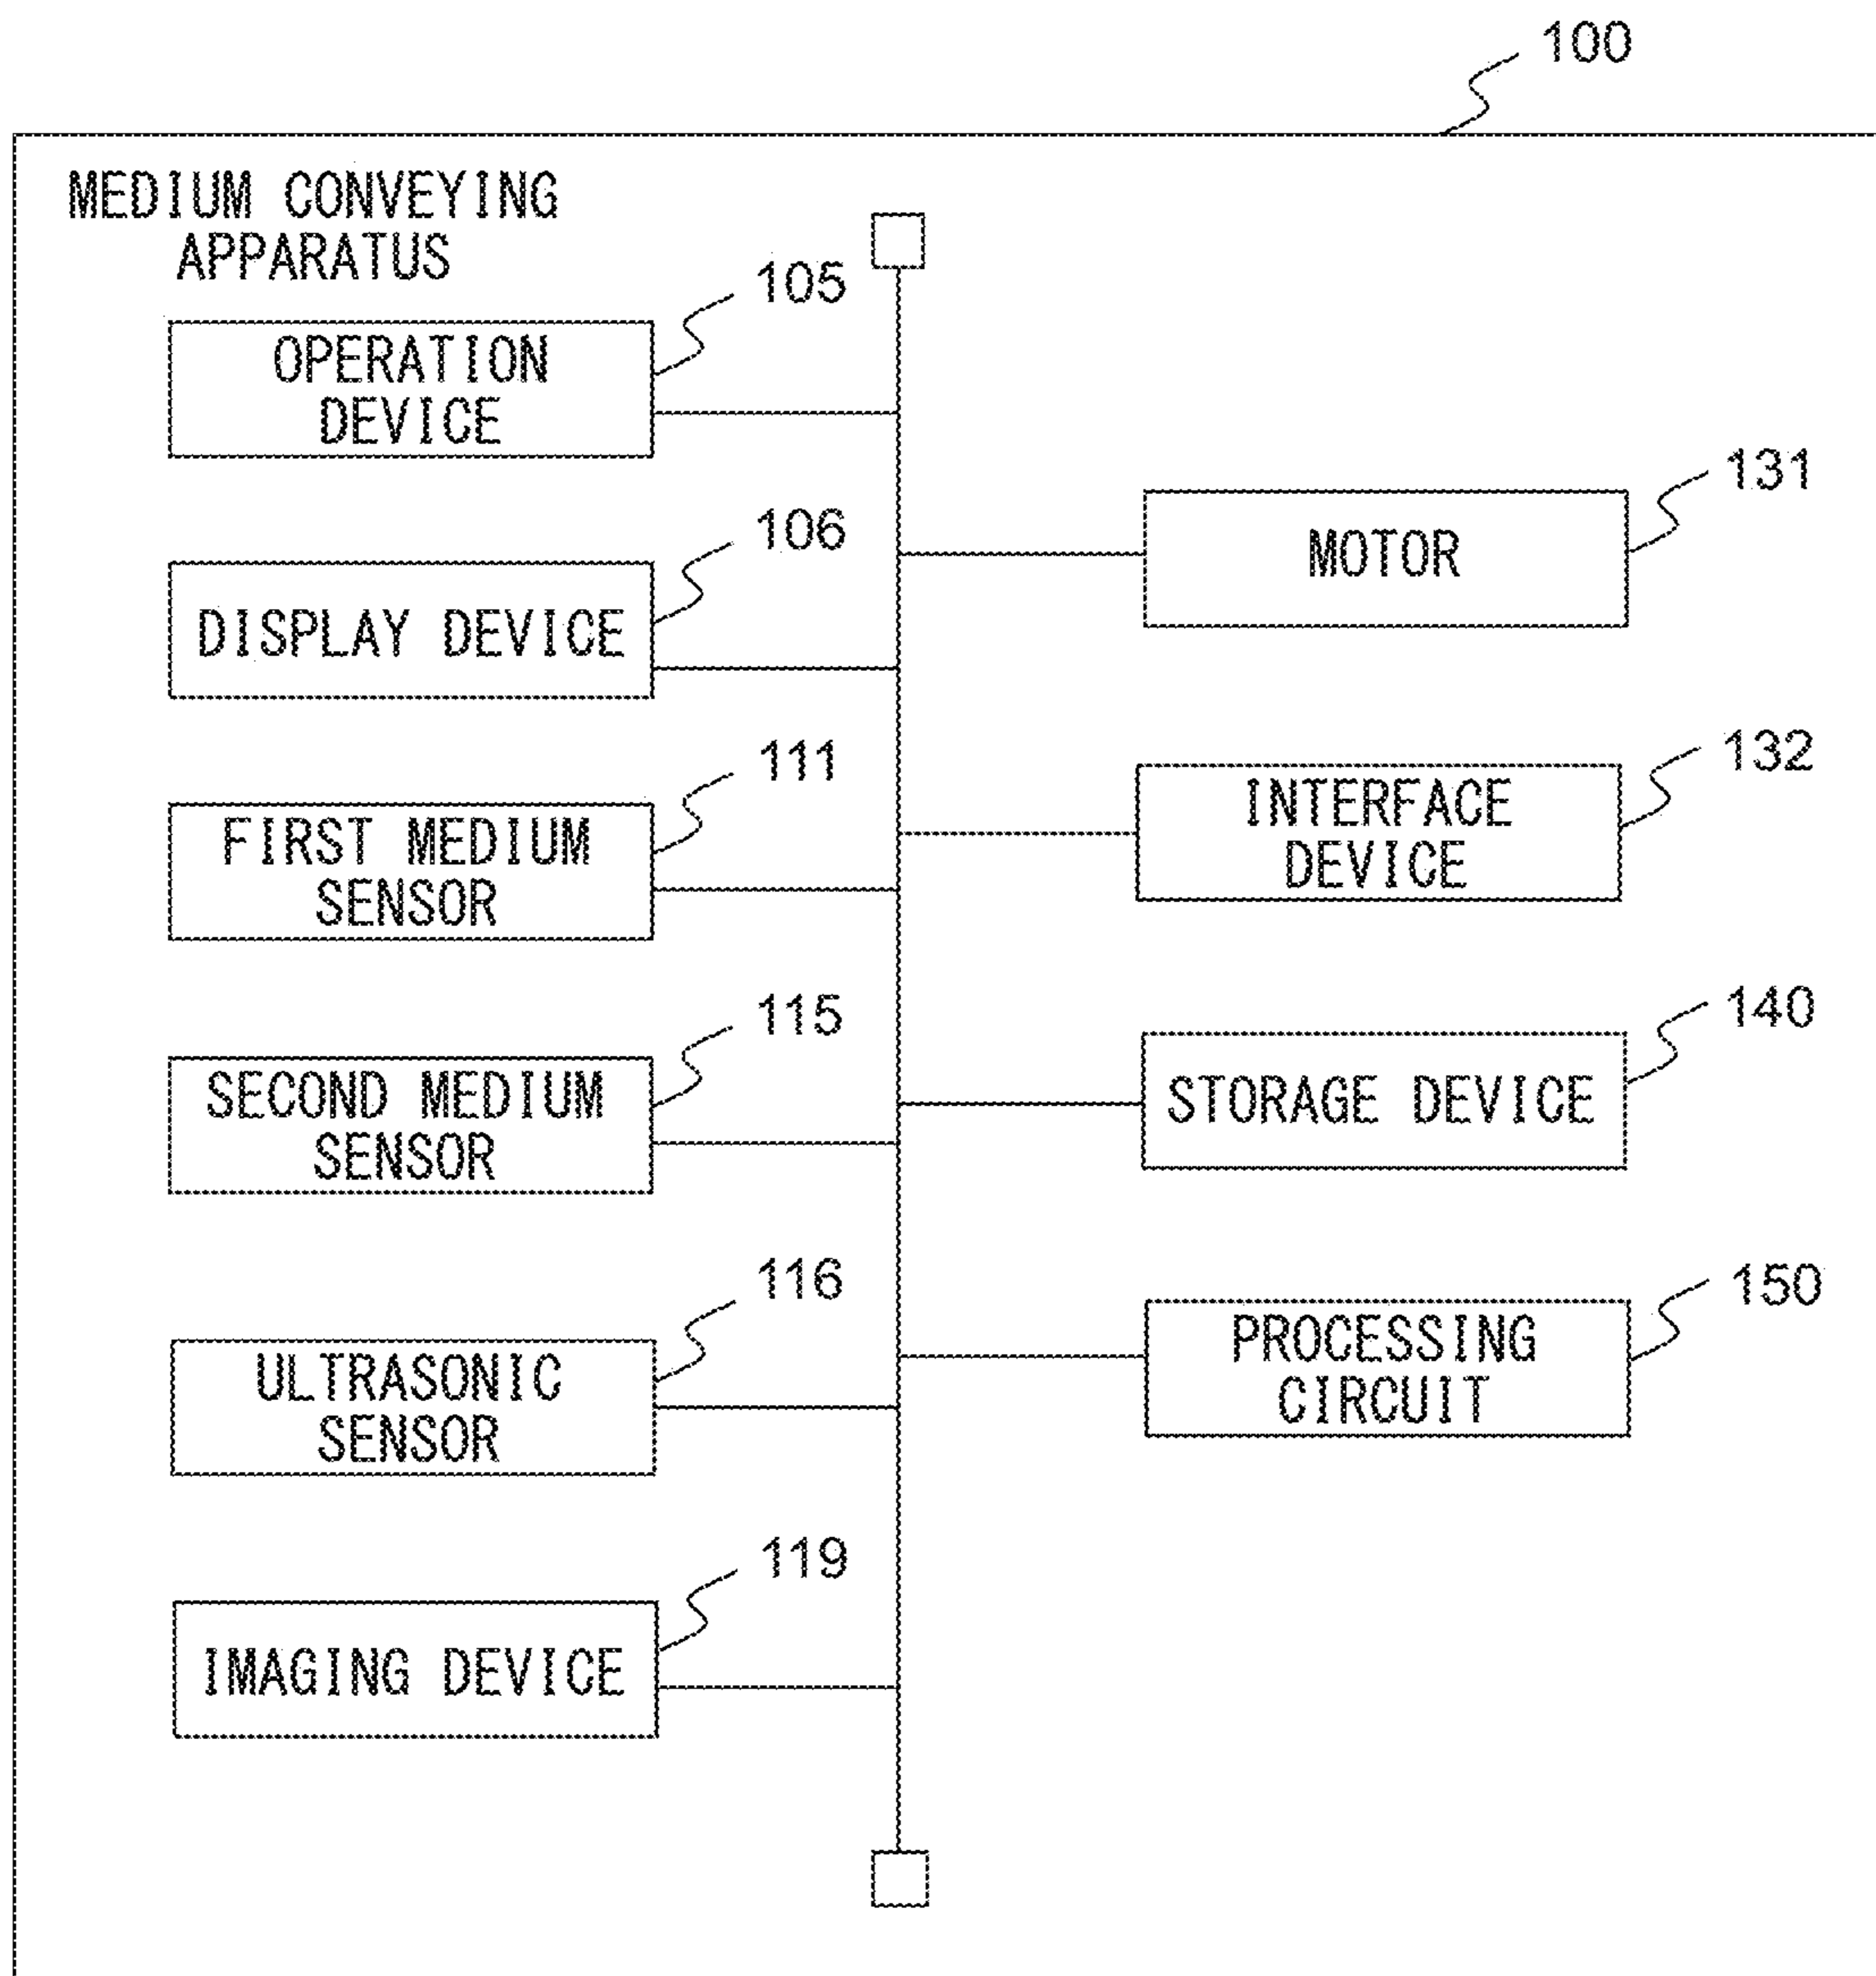 100
MEDIUM CONVEYING
APPARATUS
105
OPERATION
DEVICE
106
DISPLAY DEVICE
111
FIRST MEDIUM
SENSOR
115
SECOND MEDIUM
SENSOR
116
ULTRASONIC
SENSOR
119
IMAGING DEVICE
131
MOTOR
132
INTERFACE
DEVICE
140
STORAGE DEVICE
150
PROCESSING
CIRCUIT